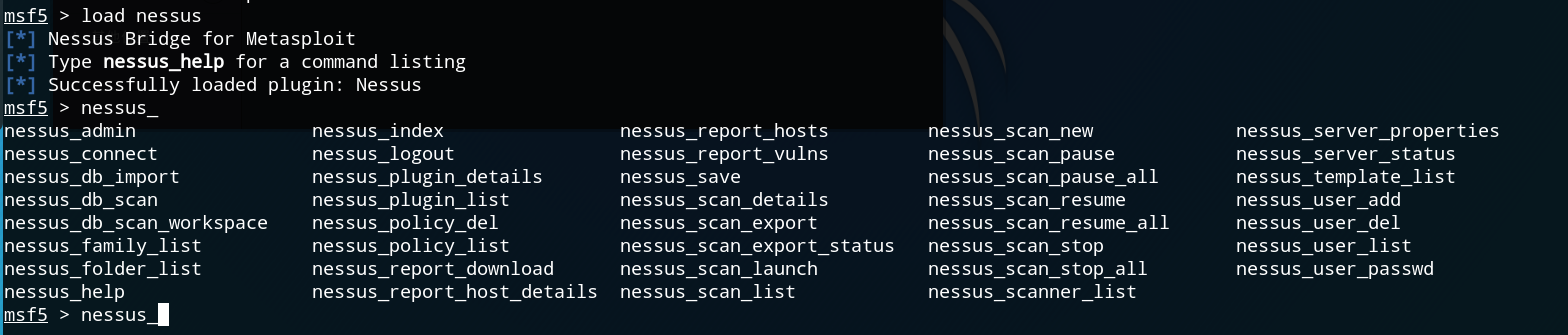 msf5 > load nessus
[*] Nessus Bridge for Metasploit
[*] Type nessus_help for a command listing
[*] Successfully loaded plugin: Nessus
msf5 > nessus_
nessus_admin nessus_index nessus_report_hosts nessus_scan_new nessus_server_properties
nessus_connect nessus_logout nessus_report_vulns nessus_scan_pause nessus_server_status
nessus_db_import nessus_plugin_details nessus_save nessus_scan_pause_all nessus_template_list
nessus_db_scan nessus_plugin_list nessus_scan_details nessus_scan_resume nessus_user_add
nessus_db_scan_workspace nessus_policy_del nessus_scan_export nessus_scan_resume_all nessus_user_del
nessus_family_list nessus_policy_list nessus_scan_export_status nessus_scan_stop nessus_user_list
nessus_folder_list nessus_report_download nessus_scan_launch nessus_scan_stop_all nessus_user_passwd
nessus_help nessus_report_host_details nessus_scan_list nessus_scanner_list
msf5 > nessus_